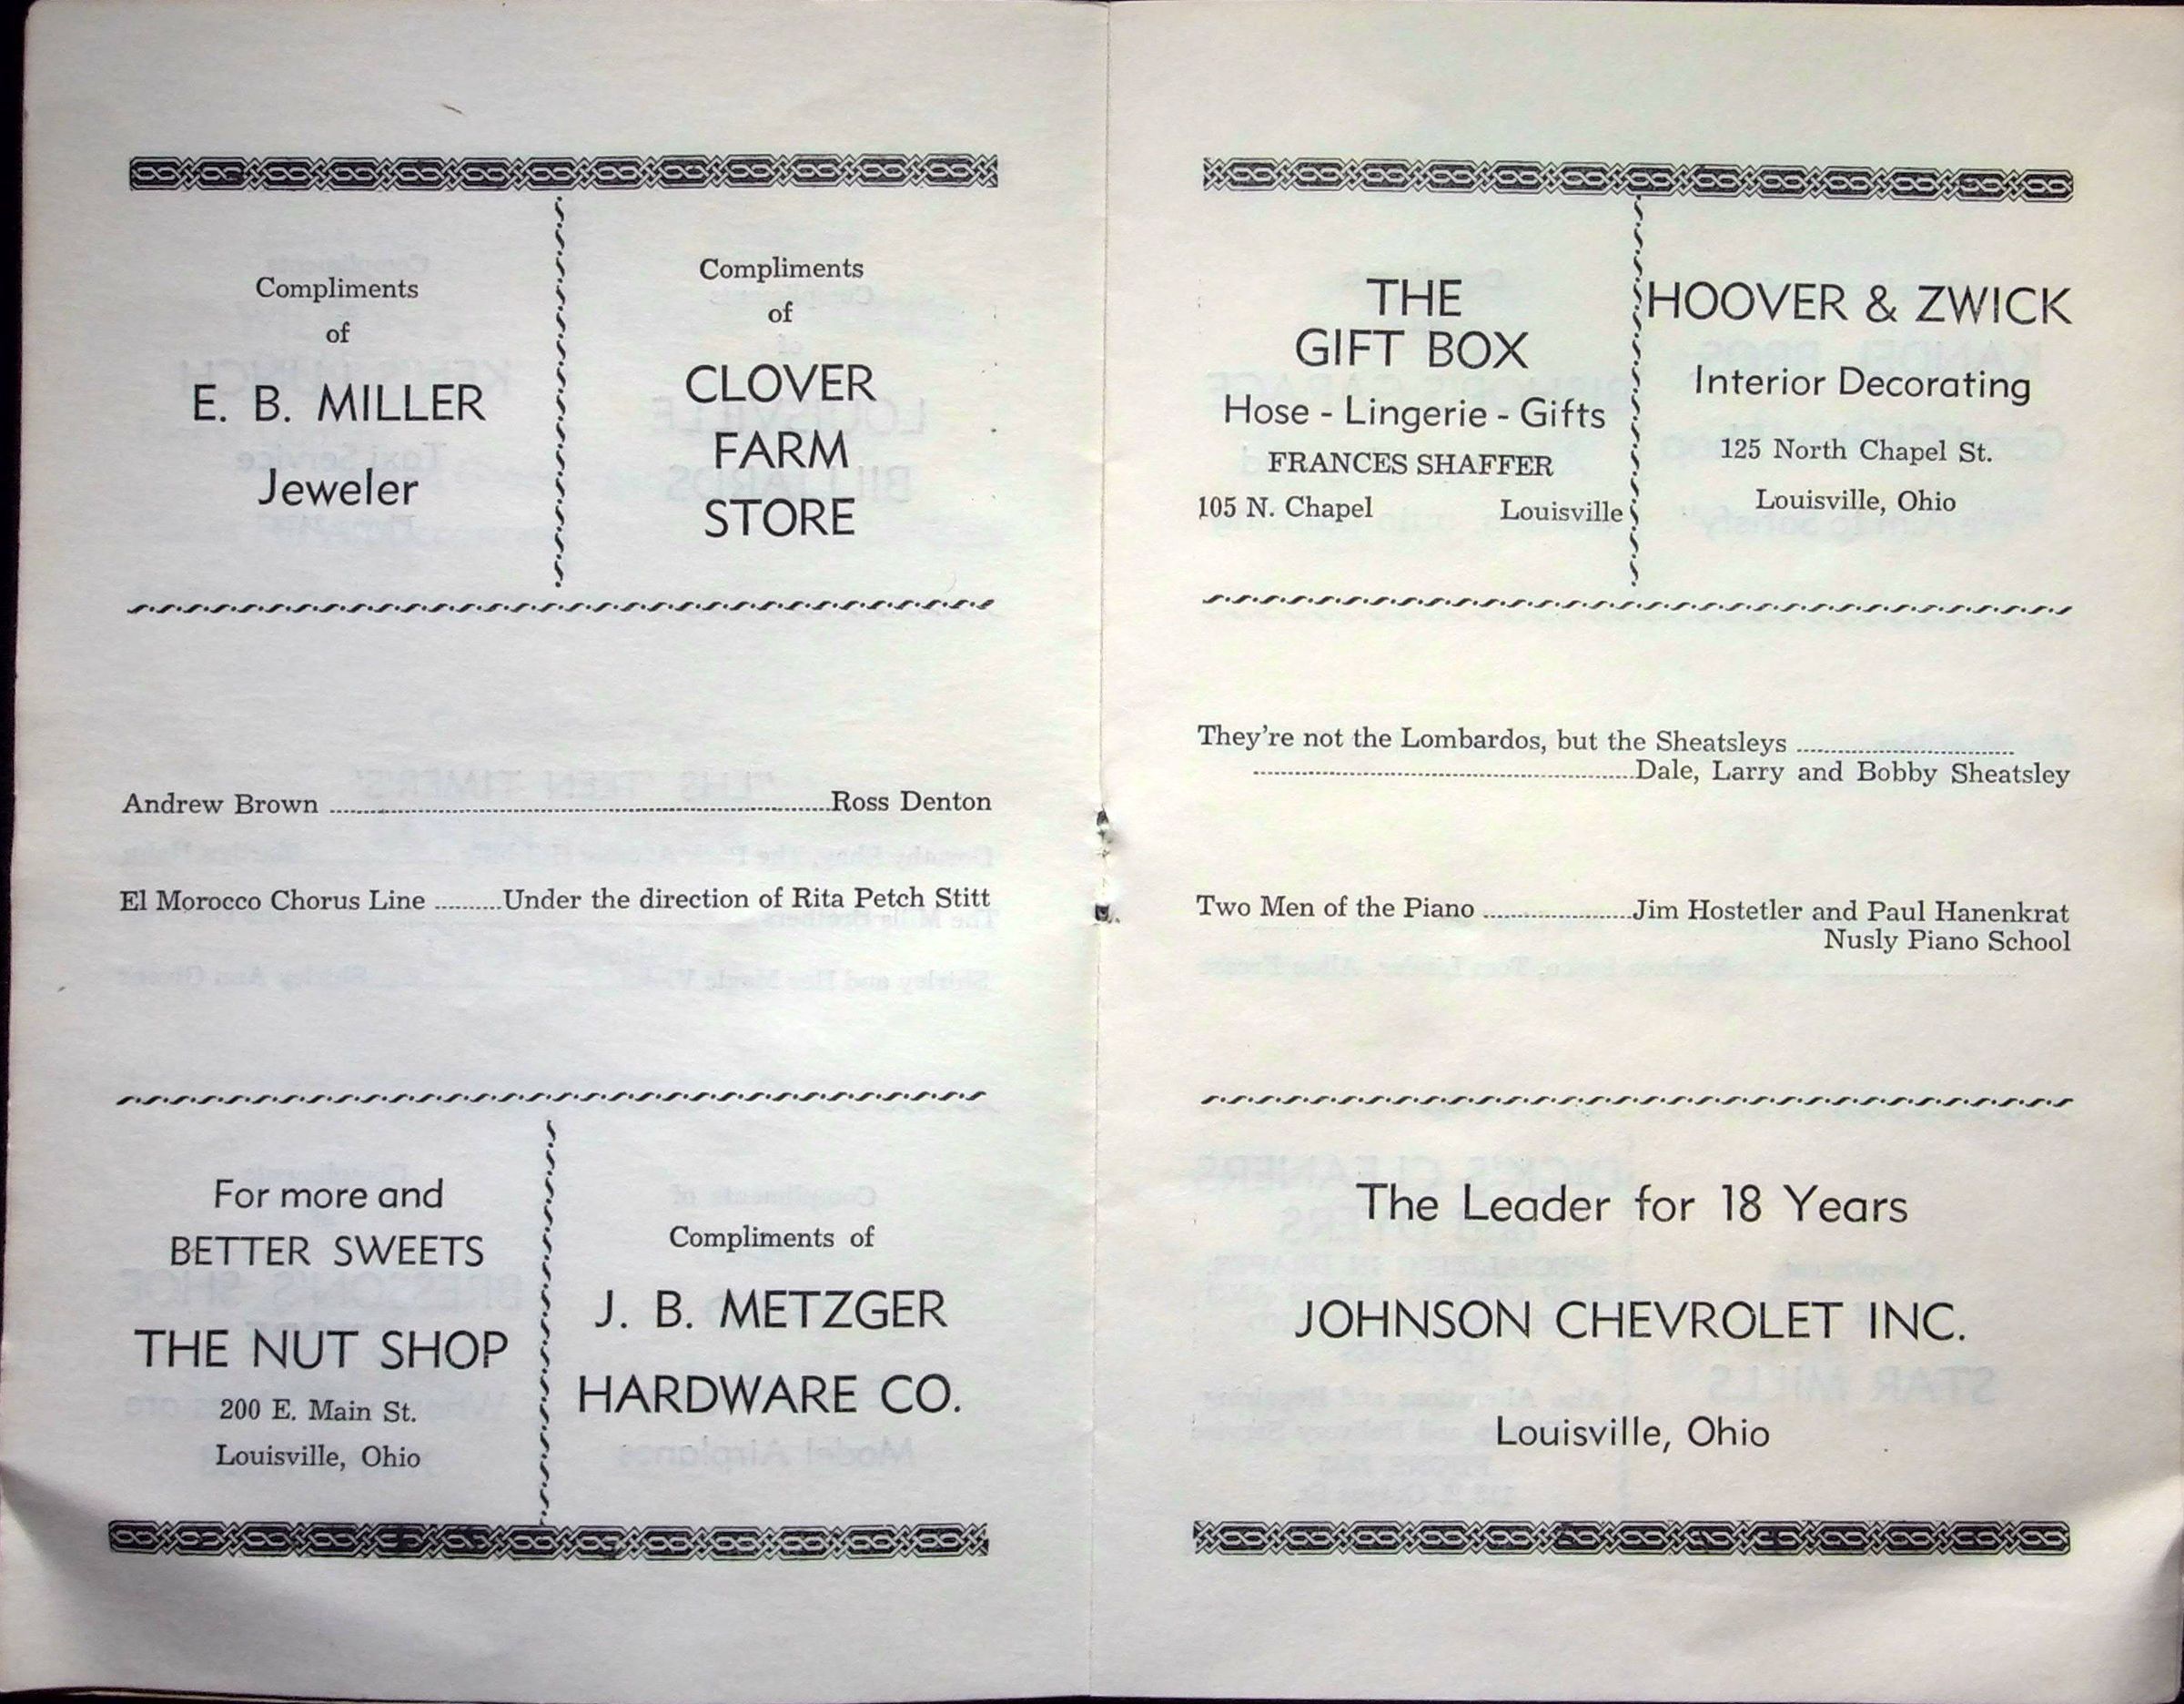 Compliments
of
E. B. MILLER
Jeweler
Compliments
of
CLOVER
FARM
STORE
Andrew Brown ........Ross Denton
El Morocco Chorus Line ..........Under the direction of Rita Petch Stitt
For more and
BETTER SWEETS
THE NUT SHOP
200 E. Main St.
Louisville, Ohio
Compliments of
J. B. METZGER
HARDWARE CO.
THE
GIFT BOX
Hose - Lingerie - Gifts
FRANCES SHAFFER
105 N. Chapel Louisville
HOOVER & ZWICK
Interior Decorating
125 North Chapel St.
Louisville, Ohio
They're not the Lombardos, but the Sheatsleys ........
........Dale, Larry and Bobby Sheatsley
Two Men of the Piano ........Jim Hostetler and Paul Hanenkrat
Nusly Piano School
The Leader for 18 Years
JOHNSON CHEVROLET INC.
Louisville, Ohio